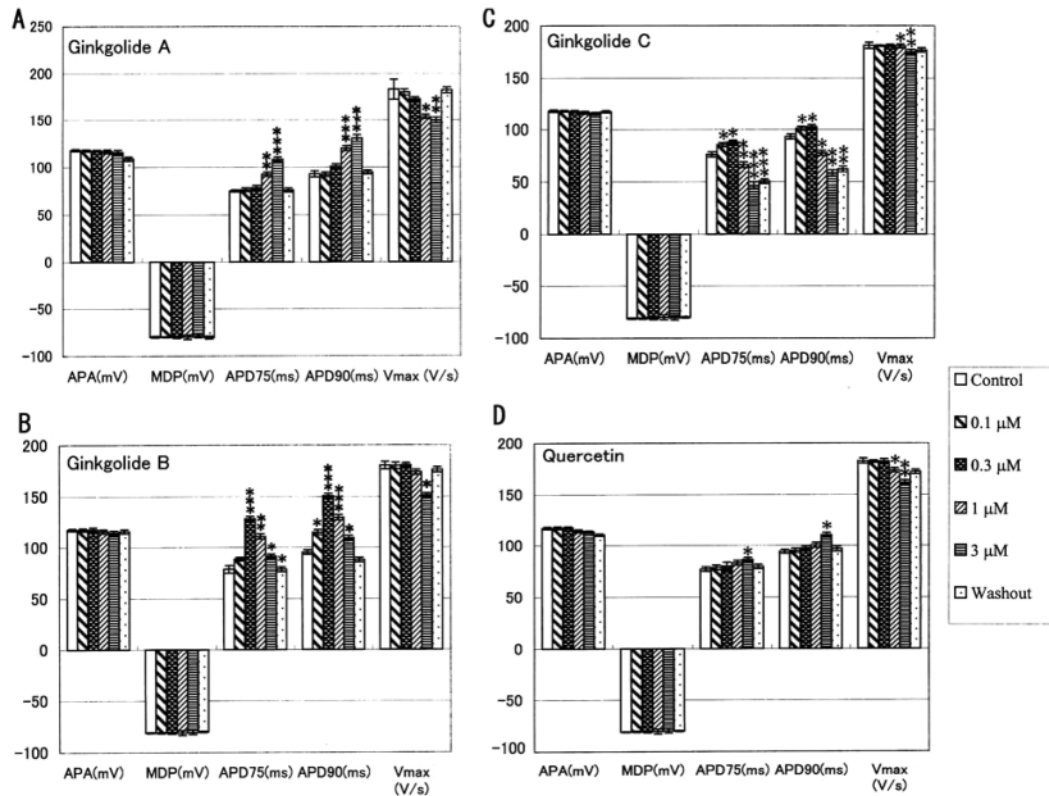 A
Ginkgolide A
250
200
150
100
50
0
-50
-100
APA(mV) MDP(mV) APD75(ms) APD90(ms) Vmax (V/s)
* * * * * * * * * * * * * * *
B
Ginkgolide B
200
150
100
50
0
-50
-100
APA(mV) MDP(mV) APD75(ms) APD90(ms) Vmax
(V/s)
* * * * * * * * * * * * * * * *
C
Ginkgolide C
200
150
100
50
0
-50
-100
APA(mV) MDP(mV) APD75(ms) APD90(ms) Vmax
(V/s)
D
Quercetin
200
150
100
50
0
-50
-100
APA(mV) MDP(mV) APD75(ms) APD90(ms) Vmax
(V/s)
* * * * *
Control
0.1 μM
0.3 μM
1 μM
3 μM
Washout